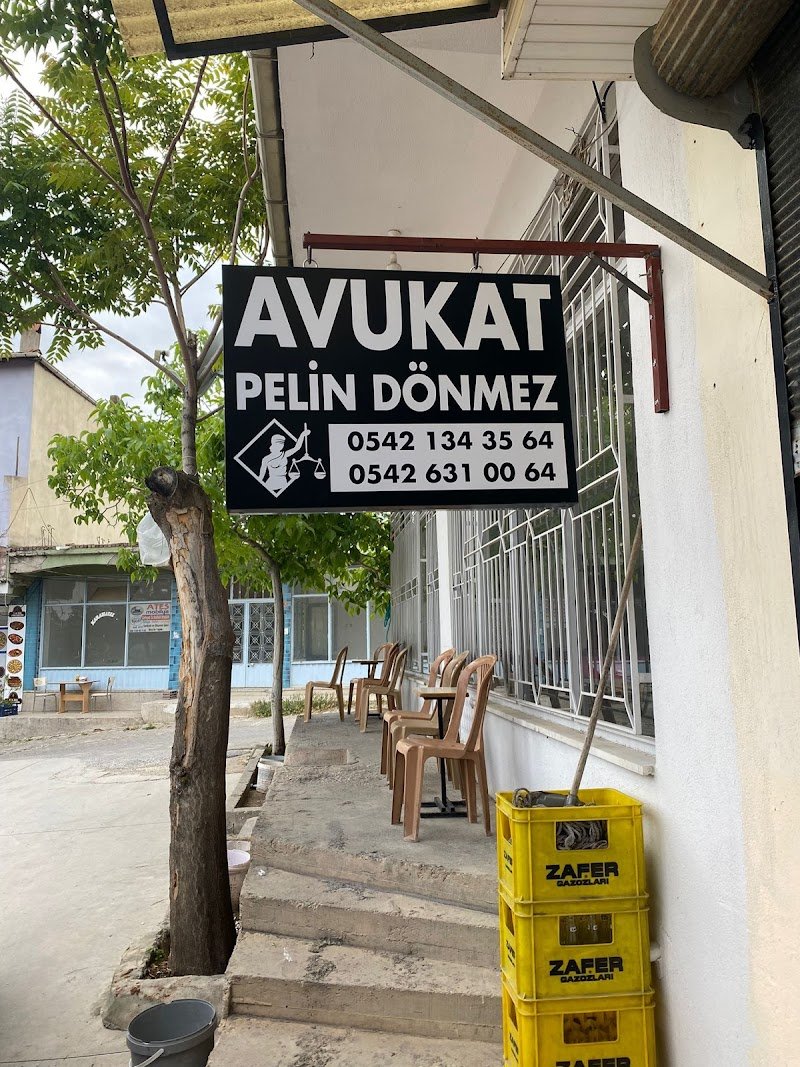 AVUKAT
PELİN DÖNMEZ
0542 134 35 64
0542 631 00 64
ATEŞ
ZAFER
GAZOZLARI
ZAFER
GAZOZLARI
ZAFER